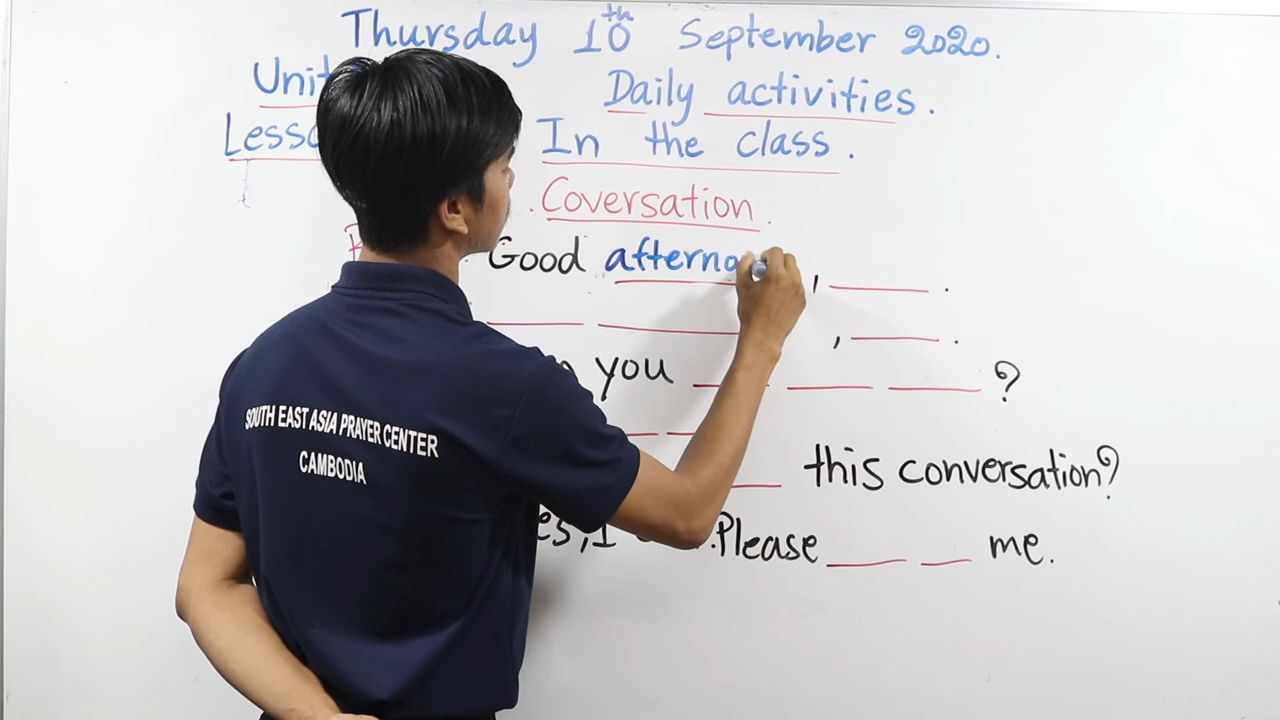 Thursday 10th September 2020.
Unit Daily activities.
Lesso In the class.
.Coversation.
Good afterno , .
, .
you ?
this conversation?
es, I .Please me.
SOUTH EAST ASIA PRAYER CENTER
CAMBODIA